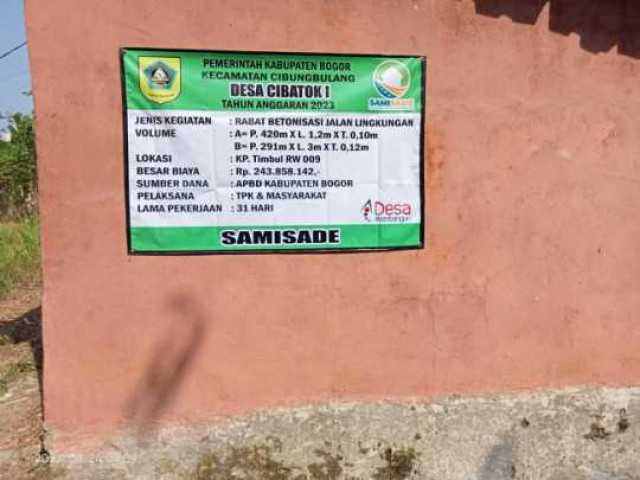 PEMERINTAH KABUPATEN BOGOR
KECAMATAN CIBUNGBULANG
DESA CIBATOK I
TAHUN ANGGARAN 2023
SAMISADE
JENIS KEGIATAN : RABAT BETONISASI JALAN LINGKUNGAN
VOLUME : A= P. 420m X L. 1,2m X T. 0,10m
B= P. 291m X L. 3m X T. 0,12m
LOKASI : KP. Timbul RW 009
BESAR BIAYA : Rp. 243.858.142,-
SUMBER DANA : APBD KABUPATEN BOGOR
PELAKSANA : TPK & MASYARAKAT
LAMA PEKERJAAN : 31 HARI
Desa
SAMISADE